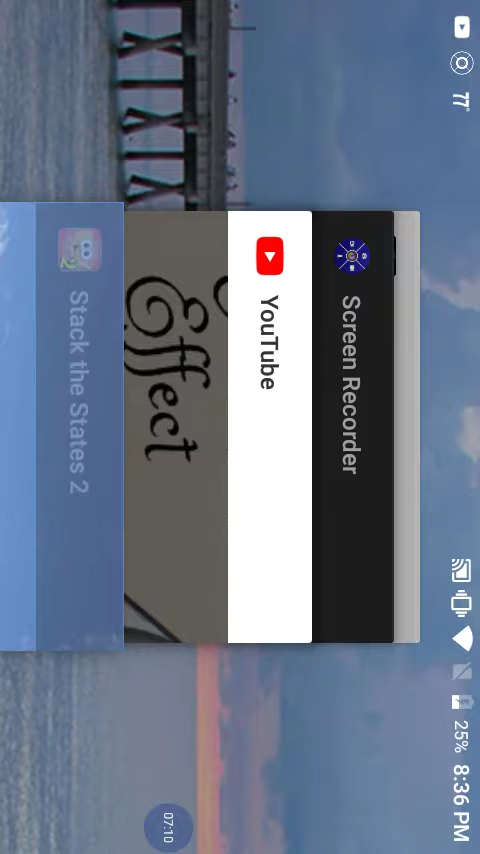 77°
25% 8:36 PM
Screen Recorder
YouTube
Effect
Stack the States 2
07:10